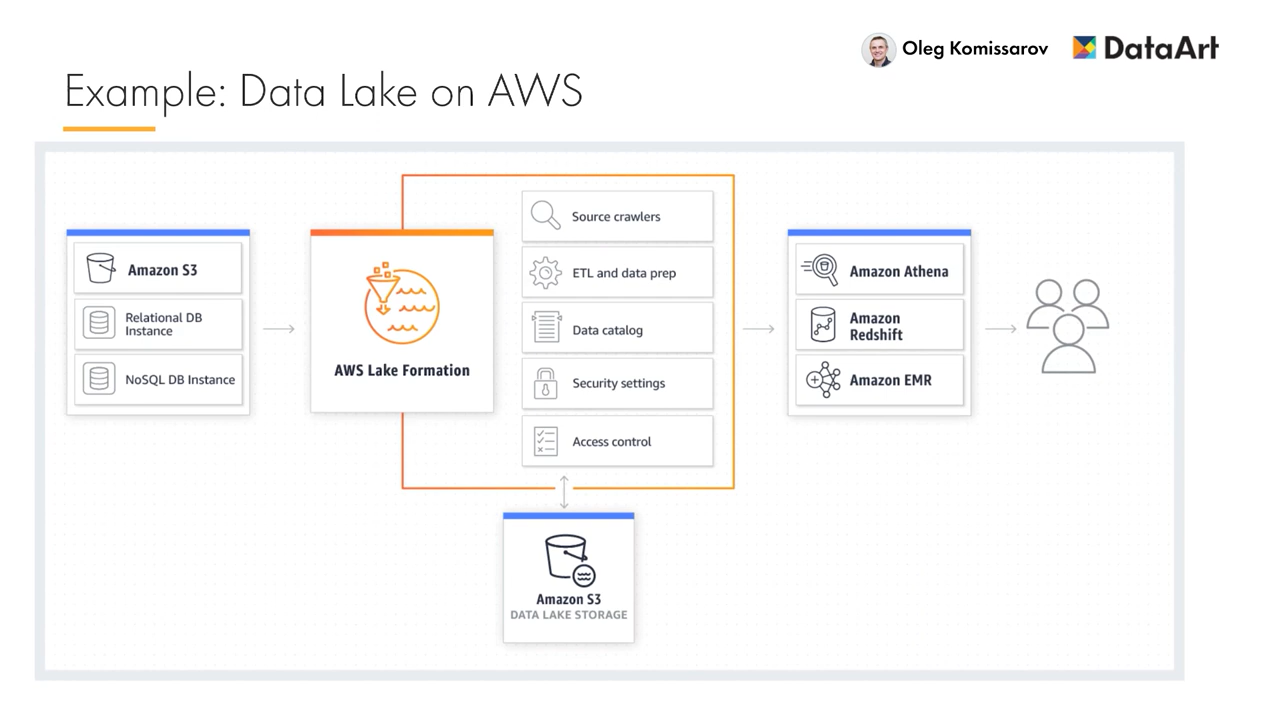 Oleg Komissarov
DataArt
Example: Data Lake on AWS
Amazon S3
Relational DB
Instance
NoSQL DB Instance
AWS Lake Formation
Source crawlers
ETL and data prep
Data catalog
Security settings
Access control
Amazon S3
DATA LAKE STORAGE
Amazon Athena
Amazon
Redshift
Amazon EMR